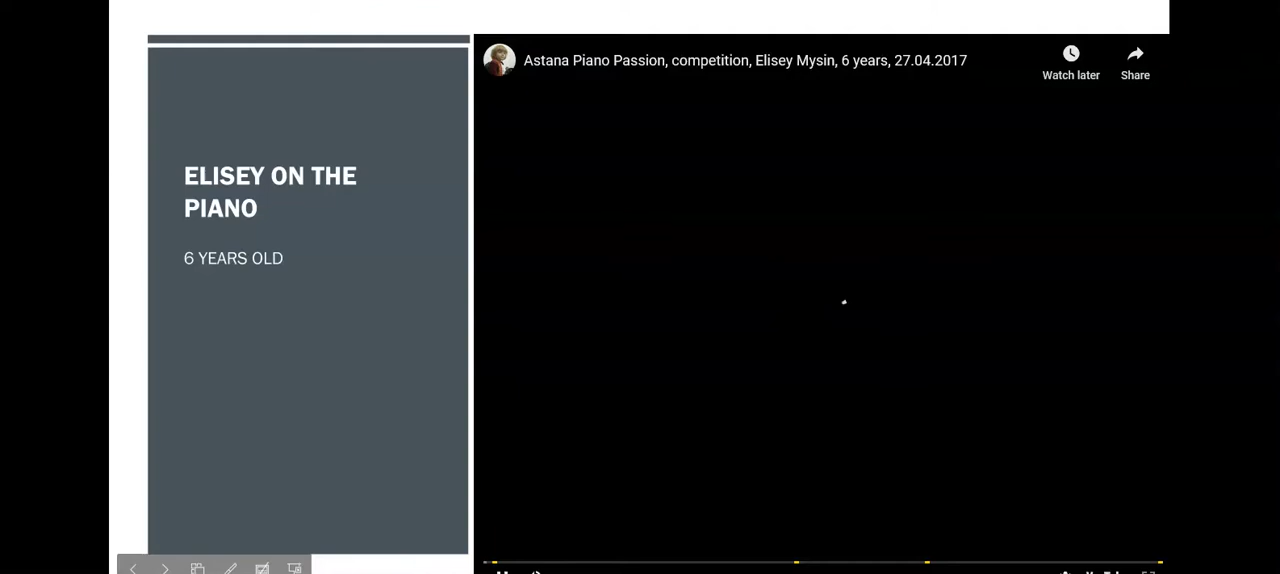 ELISEY ON THE
PIANO
6 YEARS OLD
Astana Piano Passion, competition, Elisey Mysin, 6 years, 27.04.2017
Watch later
Share